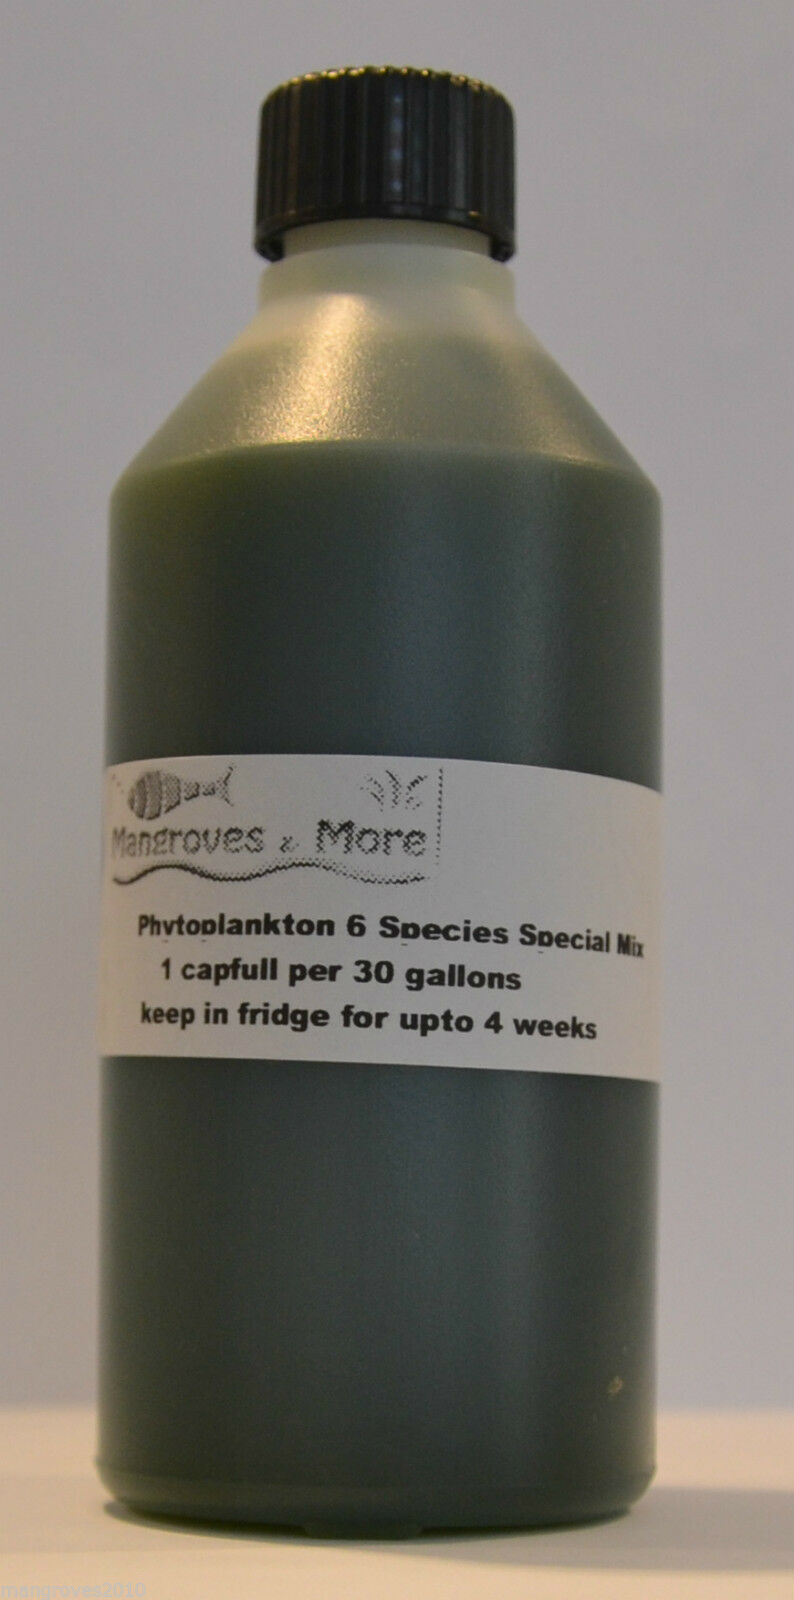 Mangroves & More
Phytoplankton 6 Species Special Mix
1 capfull per 30 gallons
keep in fridge for upto 4 weeks
mangroves2010